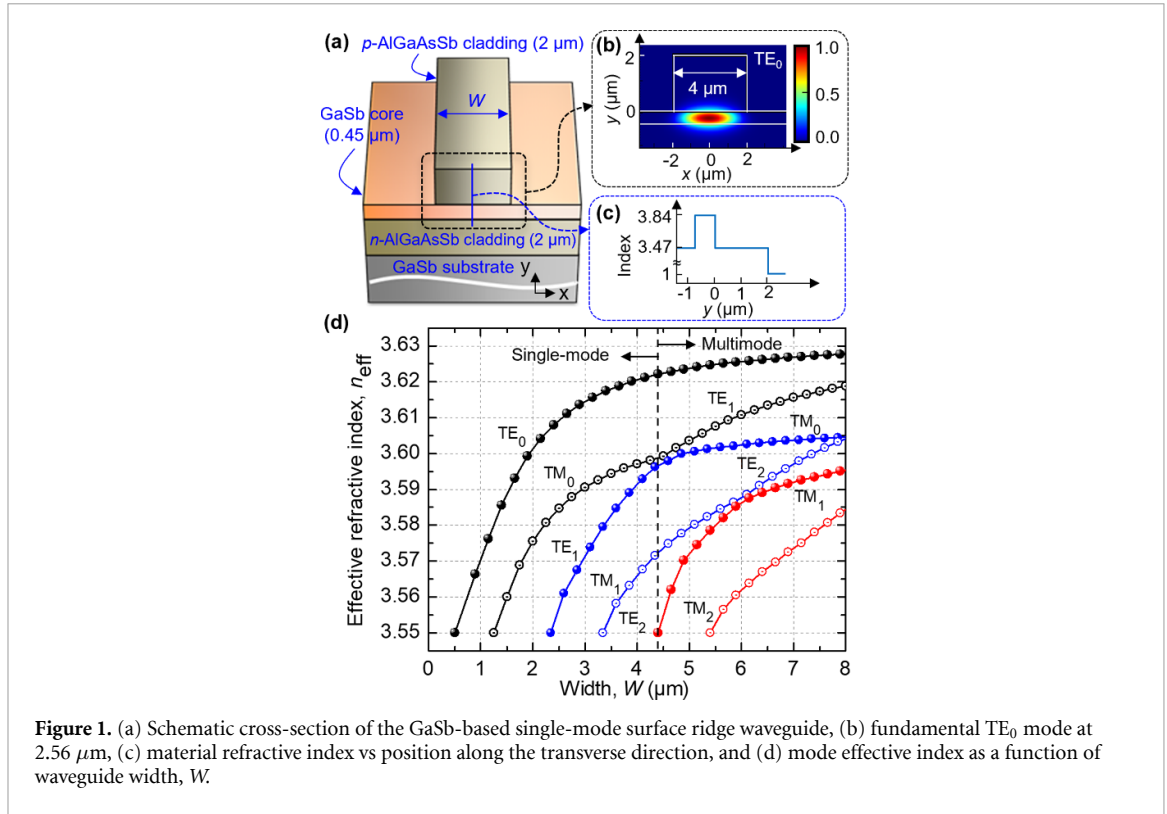 (a)
p-AlGaAsSb cladding (2 µm)
W
GaSb core
(0.45 µm)
n-AlGaAsSb cladding (2 µm)
GaSb substrate
y
x
(b)
TE0
4 µm
y (µm)
2
0
-2 0 2
x (µm)
1.0
0.5
0.0
(c)
Index
3.84
3.47
≈
1
-1 0 2
y (µm)
(d)
Effective refractive index, neff
3.63
3.62
3.61
3.60
3.59
3.58
3.57
3.56
3.55
Single-mode
Multimode
TE0
TM0
TE1
TM1
TE2
TE1
TM0
TE2
TM1
TM2
0 1 2 3 4 5 6 7 8
Width, W (µm)
Figure 1. (a) Schematic cross-section of the GaSb-based single-mode surface ridge waveguide, (b) fundamental TE0 mode at
2.56 µm, (c) material refractive index vs position along the transverse direction, and (d) mode effective index as a function of
waveguide width, W.